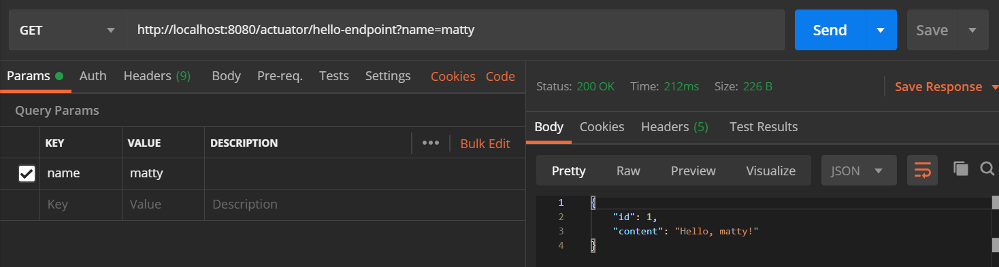 GET http://localhost:8080/actuator/hello-endpoint?name=matty Send Save
Params Auth Headers (9) Body Pre-req. Tests Settings Cookies Code
Query Params
KEY VALUE DESCRIPTION ••• Bulk Edit
name matty
Key Value Description
Status: 200 OK Time: 212ms Size: 226 B Save Response
Body Cookies Headers (5) Test Results
Pretty Raw Preview Visualize JSON
1 {
2 "id": 1,
3 "content": "Hello, matty!"
4 }